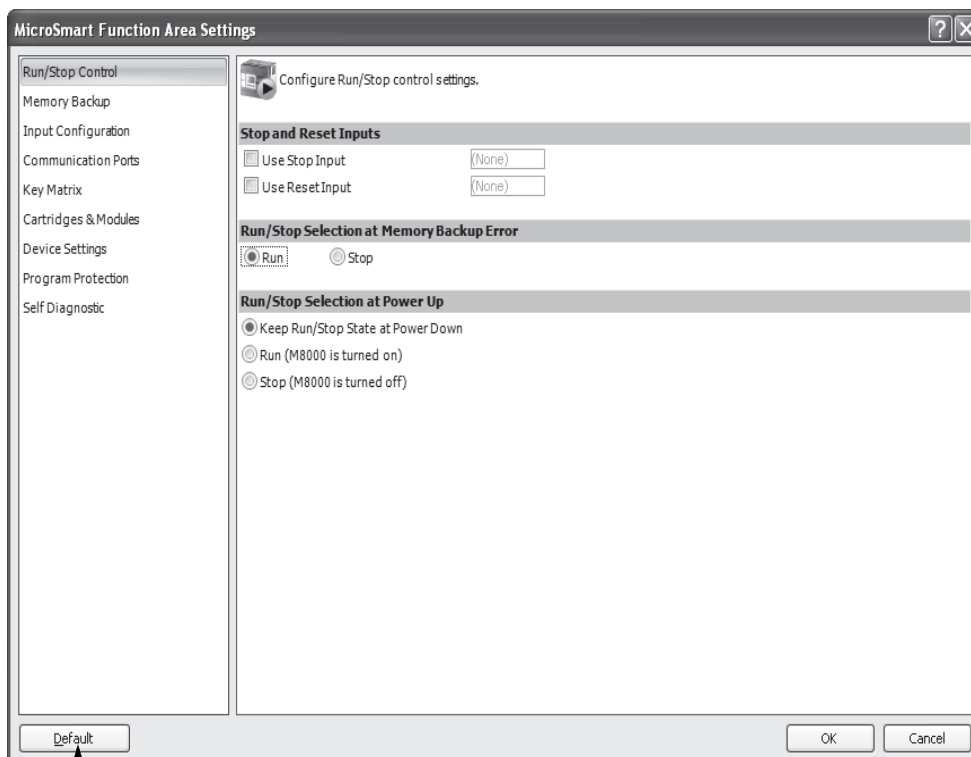 MicroSmart Function Area Settings
Run/Stop Control
Memory Backup
Input Configuration
Communication Ports
Key Matrix
Cartridges & Modules
Device Settings
Program Protection
Self Diagnostic
Configure Run/Stop control settings.
Stop and Reset Inputs
Use Stop Input (None)
Use Reset Input (None)
Run/Stop Selection at Memory Backup Error
Run Stop
Run/Stop Selection at Power Up
Keep Run/Stop State at Power Down
Run (M8000 is turned on)
Stop (M8000 is turned off)
Default OK Cancel